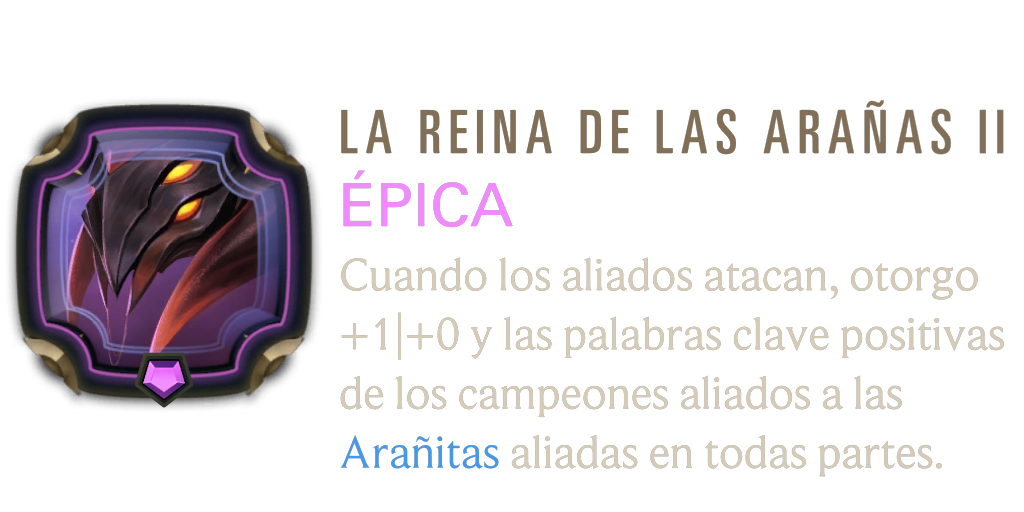 LA REINA DE LAS ARAÑAS II
ÉPICA
Cuando los aliados atacan, otorgo
+1|+0 y las palabras clave positivas
de los campeones aliados a las
Arañitas aliadas en todas partes.